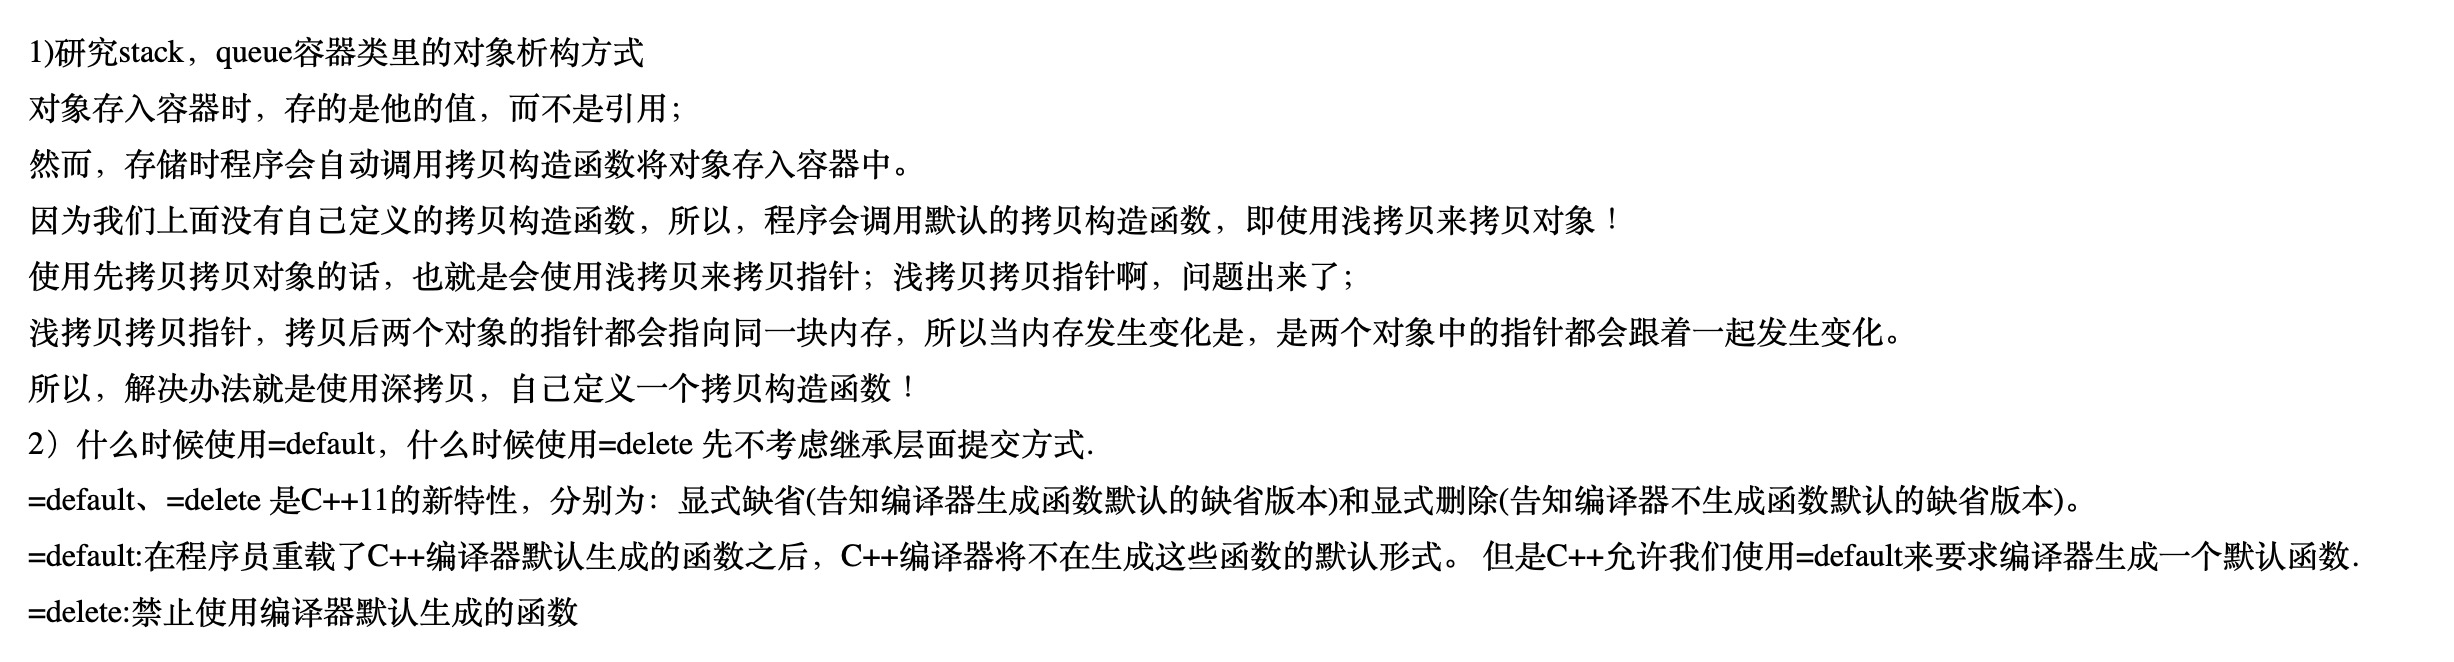 1)研究stack，queue容器类里的对象析构方式
对象存入容器时，存的是他的值，而不是引用；
然而，存储时程序会自动调用拷贝构造函数将对象存入容器中。
因为我们上面没有自己定义的拷贝构造函数，所以，程序会调用默认的拷贝构造函数，即使用浅拷贝来拷贝对象！
使用先拷贝拷贝对象的话，也就是会使用浅拷贝来拷贝指针；浅拷贝拷贝指针啊，问题出来了；
浅拷贝拷贝指针，拷贝后两个对象的指针都会指向同一块内存，所以当内存发生变化是，是两个对象中的指针都会跟着一起发生变化。
所以，解决办法就是使用深拷贝，自己定义一个拷贝构造函数！
2）什么时候使用=default，什么时候使用=delete 先不考虑继承层面提交方式.
=default、=delete 是C++11的新特性，分别为：显式缺省(告知编译器生成函数默认的缺省版本)和显式删除(告知编译器不生成函数默认的缺省版本)。
=default:在程序员重载了C++编译器默认生成的函数之后，C++编译器将不在生成这些函数的默认形式。 但是C++允许我们使用=default来要求编译器生成一个默认函数.
=delete:禁止使用编译器默认生成的函数